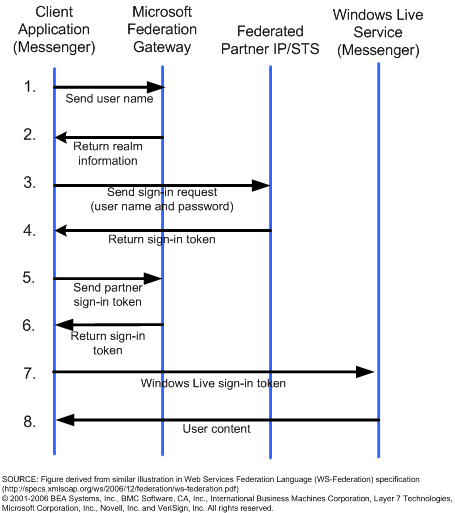 Client
Application
(Messenger)
Microsoft
Federation
Gateway
Federated
Partner IP/STS
Windows Live
Service
(Messenger)
1.
Send user name
2.
Return realm
information
3.
Send sign-in request
(user name and password)
4.
Return sign-in token
5.
Send partner
sign-in token
6.
Return sign-in
token
7.
Windows Live sign-in token
8.
User content
SOURCE: Figure derived from similar illustration in Web Services Federation Language (WS-Federation) specification
(http://specs.xmlsoap.org/ws/2006/12/federation/ws-federation.pdf)
© 2001-2006 BEA Systems, Inc., BMC Software, CA, Inc., International Business Machines Corporation, Layer 7 Technologies,
Microsoft Corporation, Inc., Novell, Inc. and VeriSign, Inc. All rights reserved.